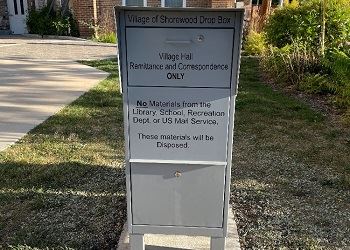 Village of Shorewood Drop Box
Village Hall
Remittance and Correspondence
ONLY
No Materials from the
Library, School, Recreation
Dept. or US Mail Service.
These materials will be
Disposed.